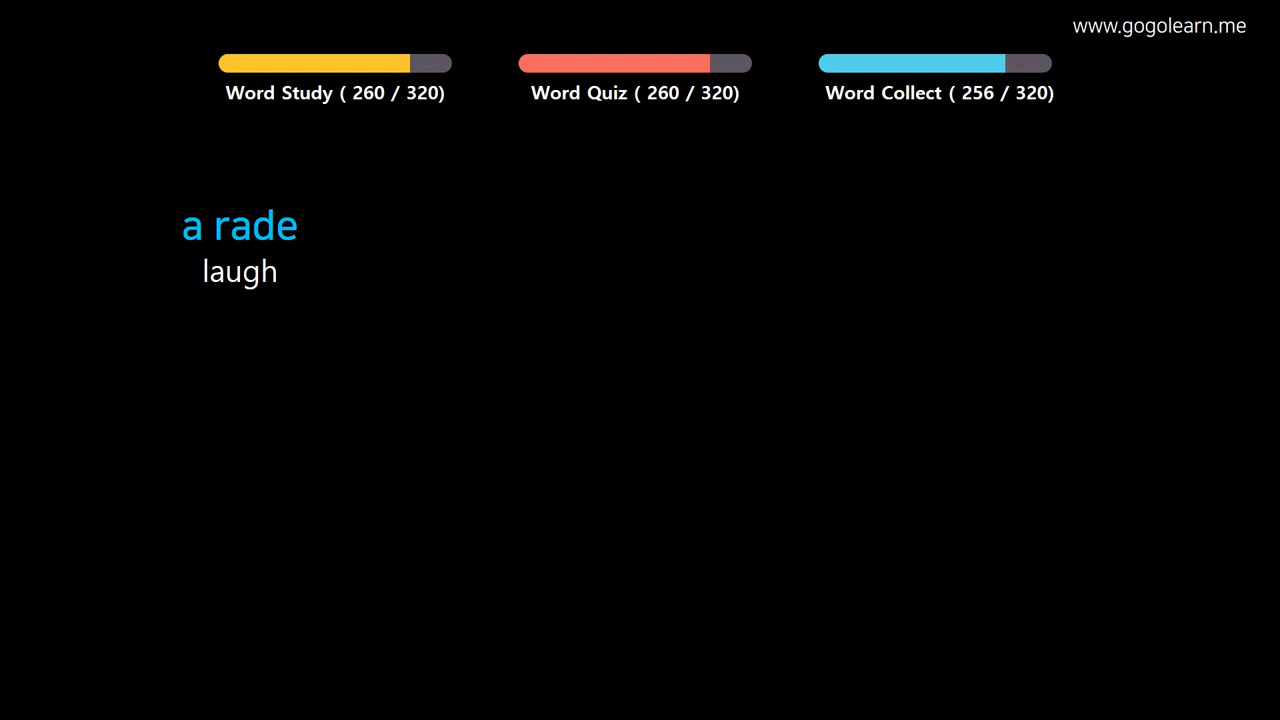 www.gogolearn.me
Word Study ( 260 / 320)
Word Quiz ( 260 / 320)
Word Collect ( 256 / 320)
a rade
laugh